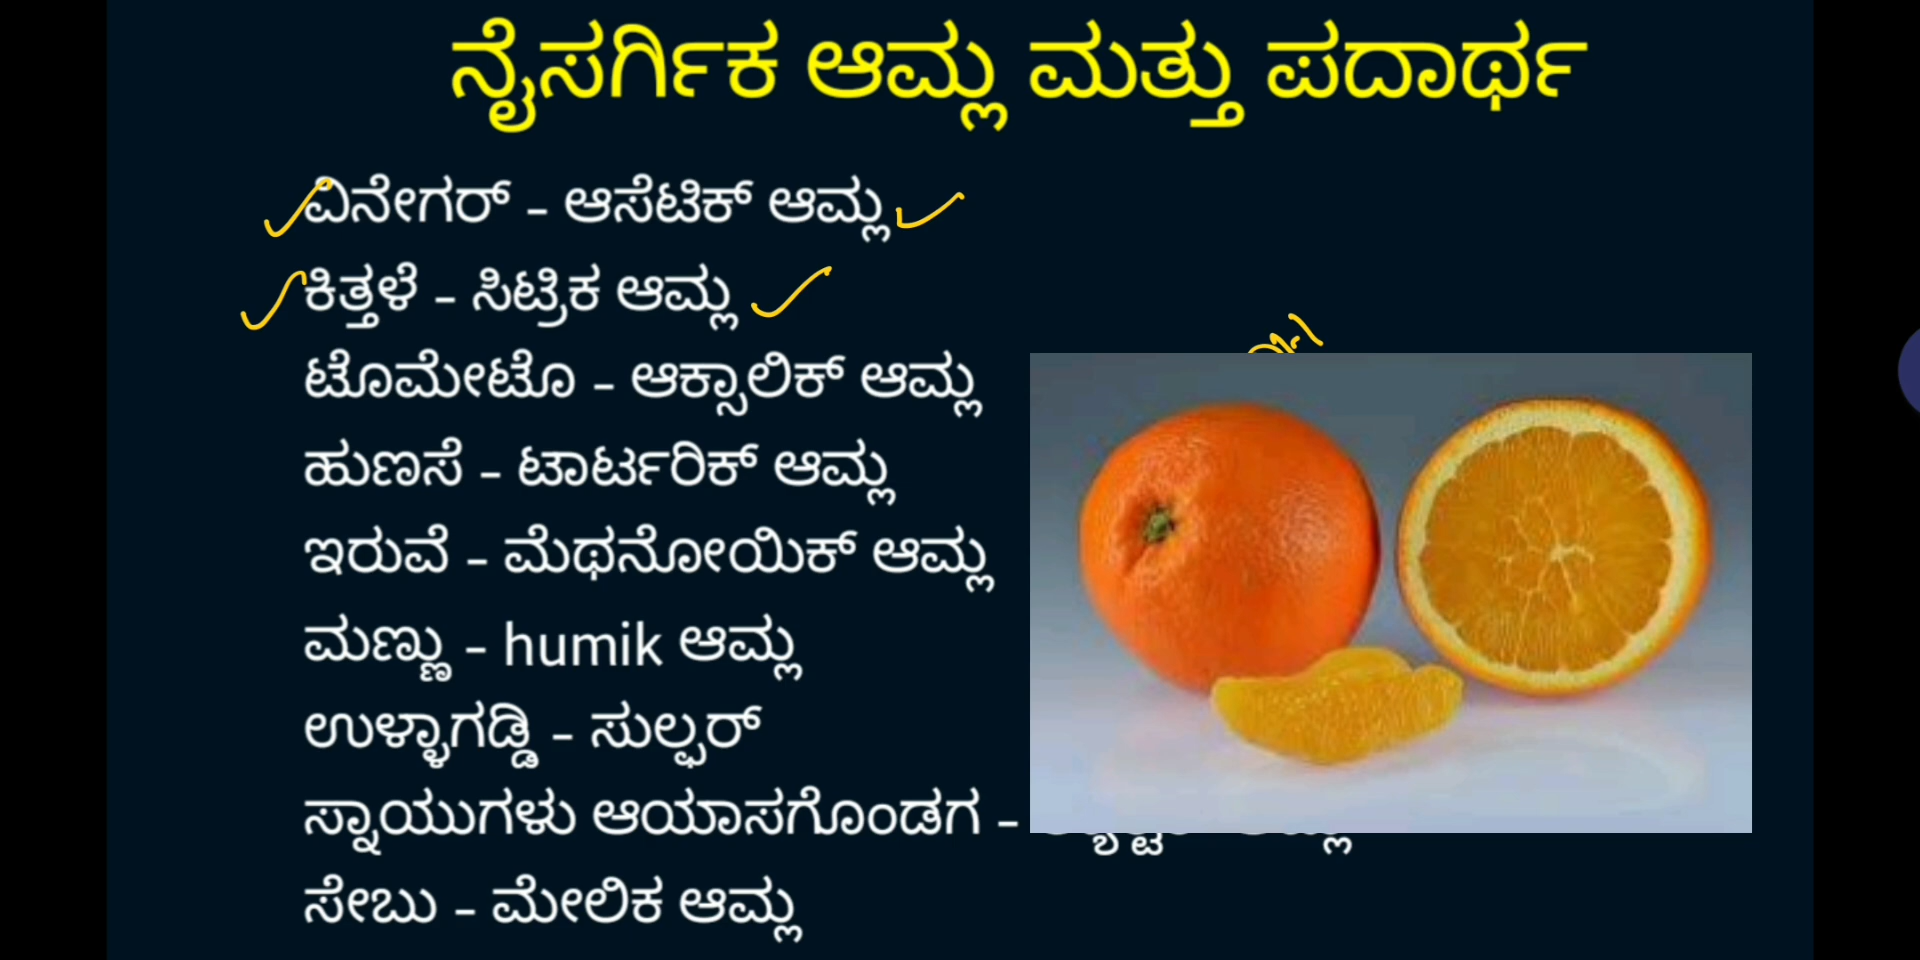 ನೈಸರ್ಗಿಕ ಆಮ್ಲ ಮತ್ತು ಪದಾರ್ಥ
ವಿನೇಗರ್ – ಆಸೆಟಿಕ್ ಆಮ್ಲ
ಕಿತ್ತಳೆ – ಸಿಟ್ರಿಕ ಆಮ್ಲ
ಟೊಮೇಟೊ – ಆಕ್ಸಾಲಿಕ್ ಆಮ್ಲ
ಹುಣಸೆ – ಟಾರ್ಟರಿಕ್ ಆಮ್ಲ
ಇರುವೆ – ಮೆಥನೋಯಿಕ್ ಆಮ್ಲ
ಮಣ್ಣು – humik ಆಮ್ಲ
ಉಳ್ಳಾಗಡ್ಡಿ – ಸುಲ್ಫರ್
ಸ್ನಾಯುಗಳು ಆಯಾಸಗೊಂಡಗ –
ಸೇಬು – ಮೇಲಿಕ ಆಮ್ಲ